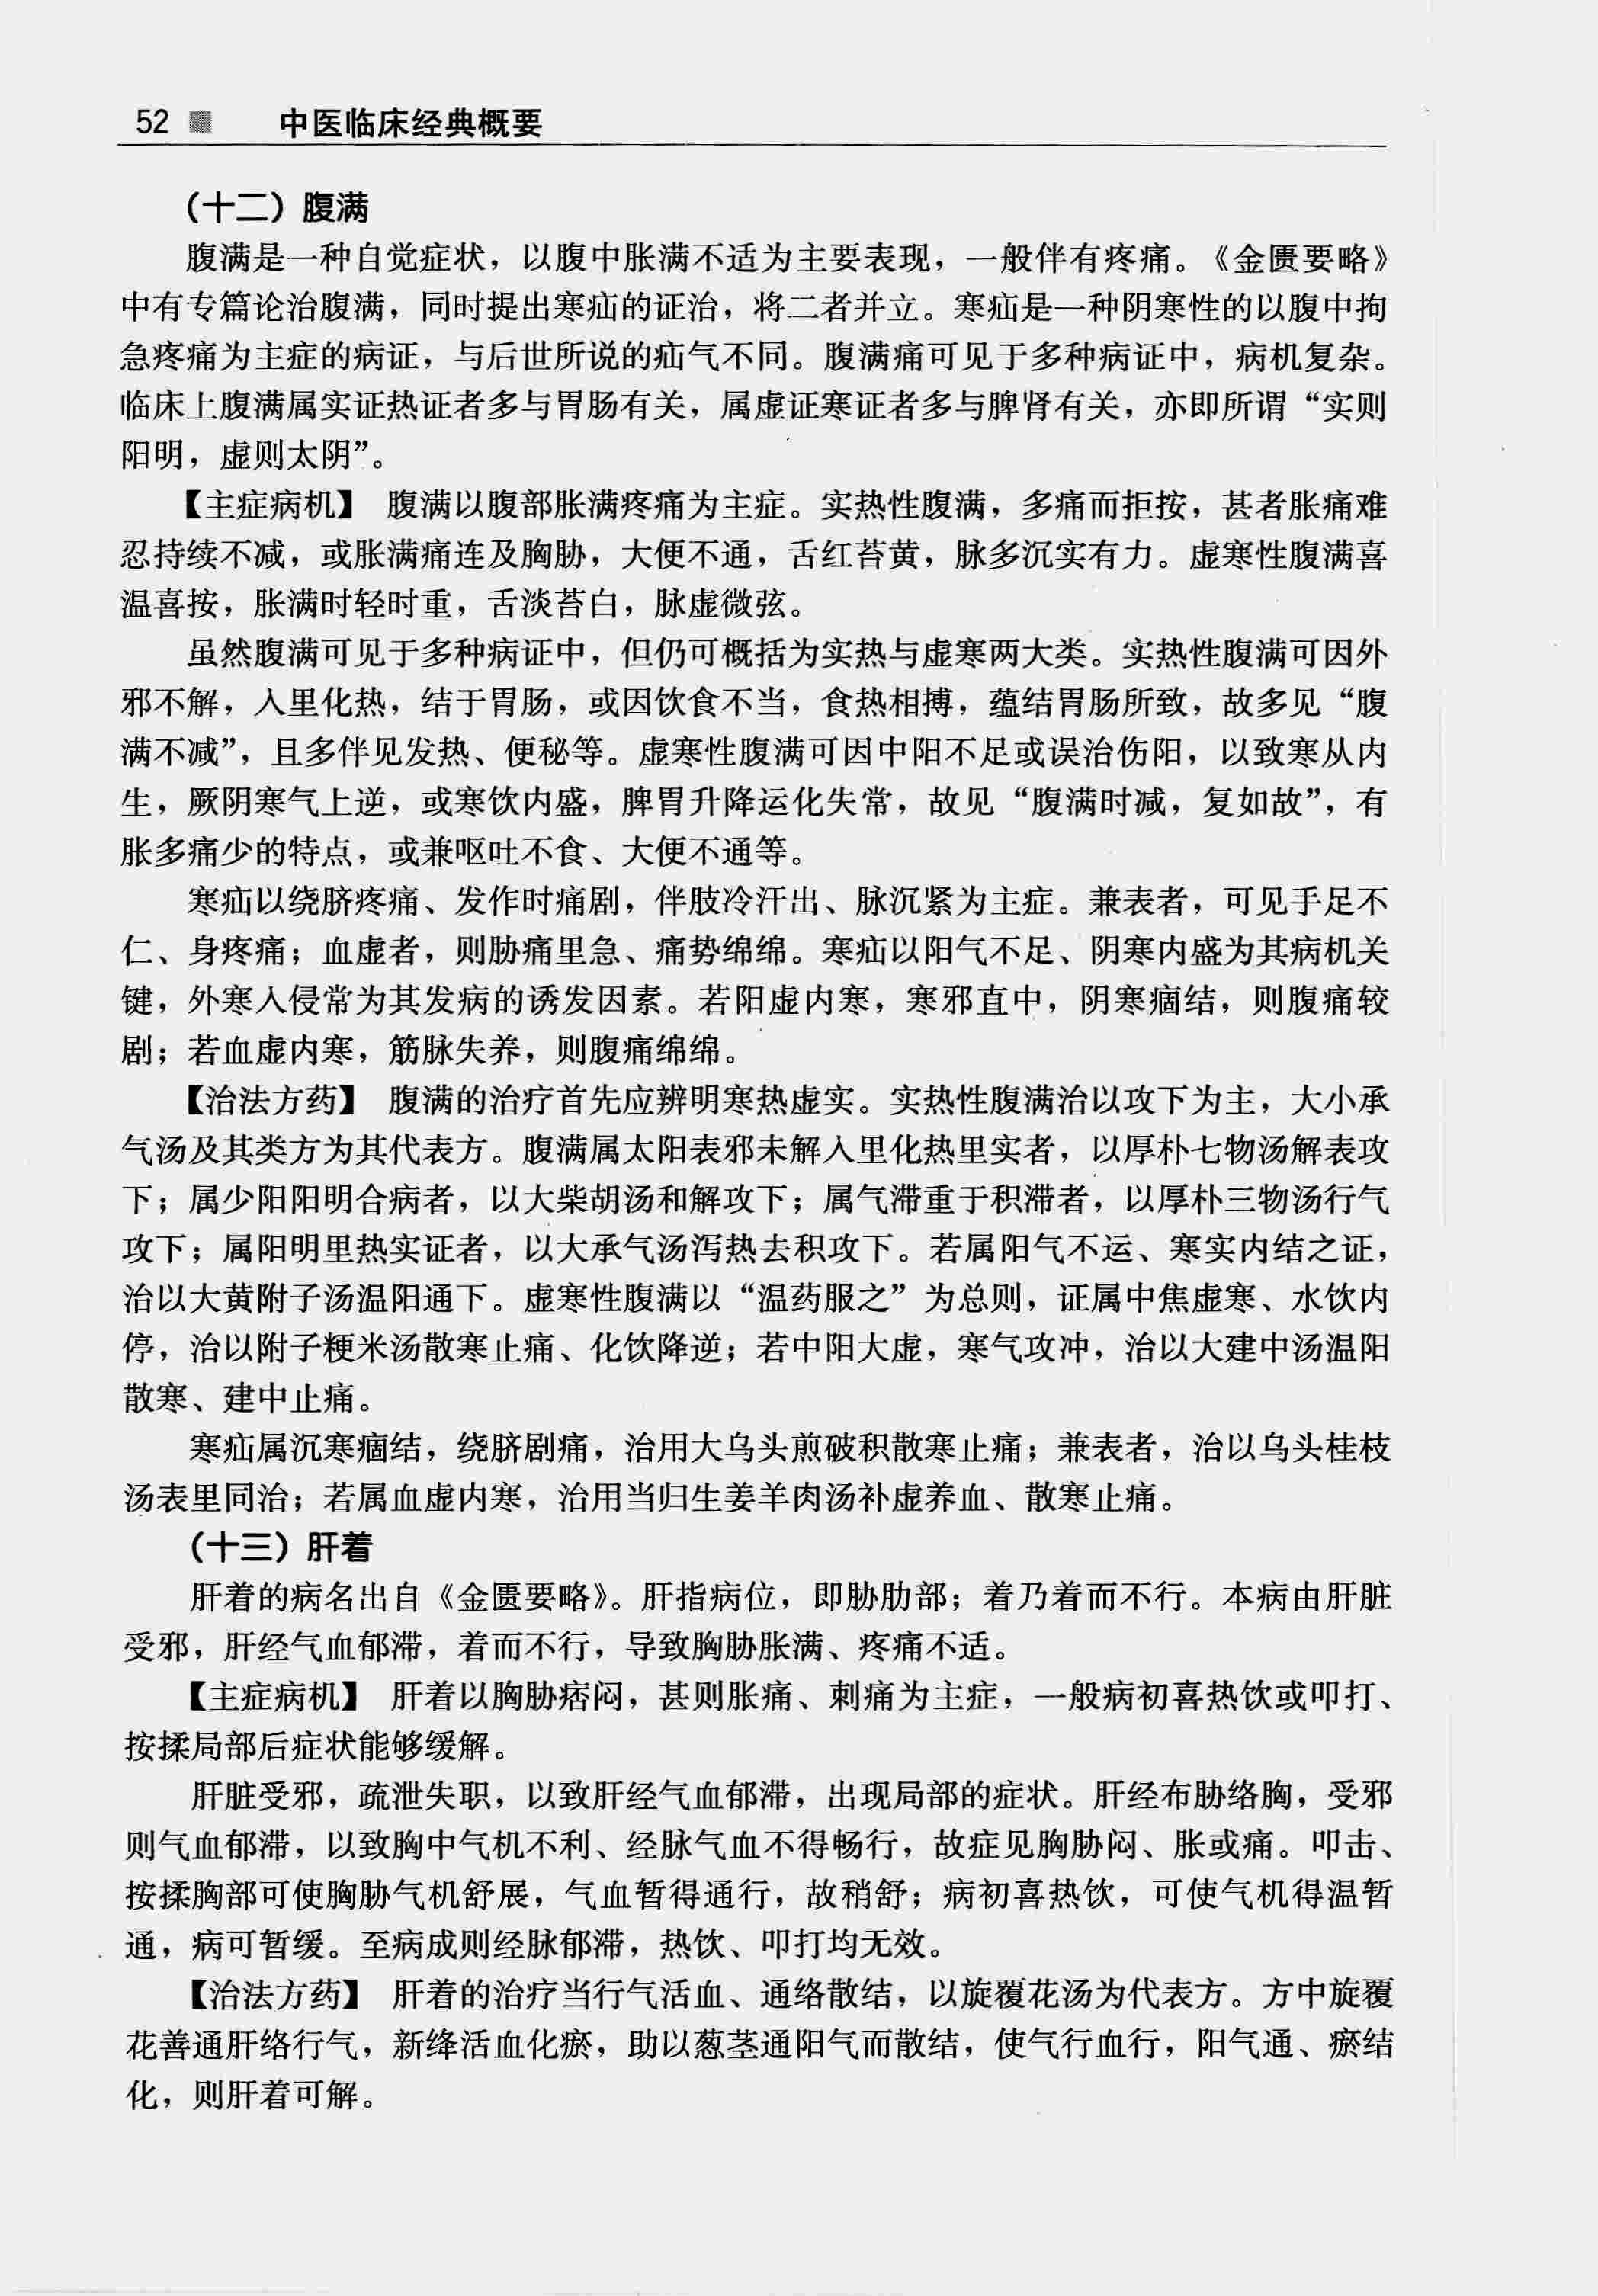 52 中医临床经典概要
（十二）腹满
腹满是一种自觉症状，以腹中胀满不适为主要表现，一般伴有疼痛。《金匮要略》
中有专篇论治腹满，同时提出寒疝的证治，将二者并立。寒疝是一种阴寒性的以腹中拘
急疼痛为主症的病证，与后世所说的疝气不同。腹满痛可见于多种病证中，病机复杂。
临床上腹满属实证热证者多与胃肠有关，属虚证寒证者多与脾肾有关，亦即所谓“实则
阳明，虚则太阴”。
【主症病机】 腹满以腹部胀满疼痛为主症。实热性腹满，多痛而拒按，甚者胀痛难
忍持续不减，或胀满痛连及胸胁，大便不通，舌红苔黄，脉多沉实有力。虚寒性腹满喜
温喜按，胀满时轻时重，舌淡苔白，脉虚微弦。
虽然腹满可见于多种病证中，但仍可概括为实热与虚寒两大类。实热性腹满可因外
邪不解，入里化热，结于胃肠，或因饮食不当，食热相搏，蕴结胃肠所致，故多见“腹
满不减”，且多伴见发热、便秘等。虚寒性腹满可因中阳不足或误治伤阳，以致寒从内
生，厥阴寒气上逆，或寒饮内盛，脾胃升降运化失常，故见“腹满时减，复如故”，有
胀多痛少的特点，或兼呕吐不食、大便不通等。
寒疝以绕脐疼痛、发作时痛剧，伴肢冷汗出、脉沉紧为主症。兼表者，可见手足不
仁、身疼痛；血虚者，则胁痛里急、痛势绵绵。寒疝以阳气不足、阴寒内盛为其病机关
键，外寒入侵常为其发病的诱发因素。若阳虚内寒，寒邪直中，阴寒痼结，则腹痛较
剧；若血虚内寒，筋脉失养，则腹痛绵绵。
【治法方药】 腹满的治疗首先应辨明寒热虚实。实热性腹满治以攻下为主，大小承
气汤及其类方为其代表方。腹满属太阳表邪未解入里化热里实者，以厚朴七物汤解表攻
下；属少阳阳明合病者，以大柴胡汤和解攻下；属气滞重于积滞者，以厚朴三物汤行气
攻下；属阳明里热实证者，以大承气汤泻热去积攻下。若属阳气不运、寒实内结之证，
治以大黄附子汤温阳通下。虚寒性腹满以“温药服之”为总则，证属中焦虚寒、水饮内
停，治以附子粳米汤散寒止痛、化饮降逆；若中阳大虚，寒气攻冲，治以大建中汤温阳
散寒、建中止痛。
寒疝属沉寒痼结，绕脐剧痛，治用大乌头煎破积散寒止痛；兼表者，治以乌头桂枝
汤表里同治；若属血虚内寒，治用当归生姜羊肉汤补虚养血、散寒止痛。
（十三）肝着
肝着的病名出自《金匮要略》。肝指病位，即胁肋部；着乃着而不行。本病由肝脏
受邪，肝经气血郁滞，着而不行，导致胸胁胀满、疼痛不适。
【主症病机】 肝着以胸胁痞闷，甚则胀痛、刺痛为主症，一般病初喜热饮或叩打、
按揉局部后症状能够缓解。
肝脏受邪，疏泄失职，以致肝经气血郁滞，出现局部的症状。肝经布胁络胸，受邪
则气血郁滞，以致胸中气机不利、经脉气血不得畅行，故症见胸胁闷、胀或痛。叩击、
按揉胸部可使胸胁气机舒展，气血暂得通行，故稍舒；病初喜热饮，可使气机得温暂
通，病可暂缓。至病成则经脉郁滞，热饮、叩打均无效。
【治法方药】 肝着的治疗当行气活血、通络散结，以旋覆花汤为代表方。方中旋覆
花善通肝络行气，新绛活血化瘀，助以葱茎通阳气而散结，使气行血行，阳气通、瘀结
化，则肝着可解。